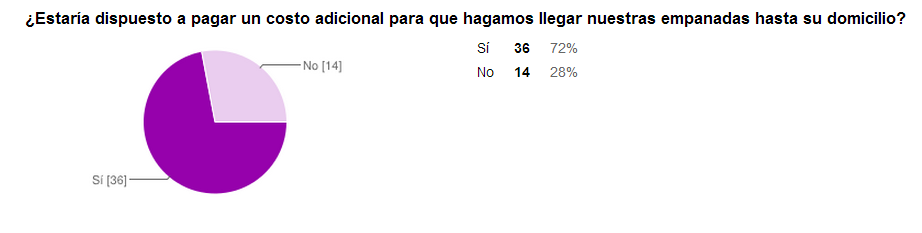 ¿Estaría dispuesto a pagar un costo adicional para que hagamos llegar nuestras empanadas hasta su domicilio?
Sí 36 72%
No [14]
No 14 28%
Sí [36]